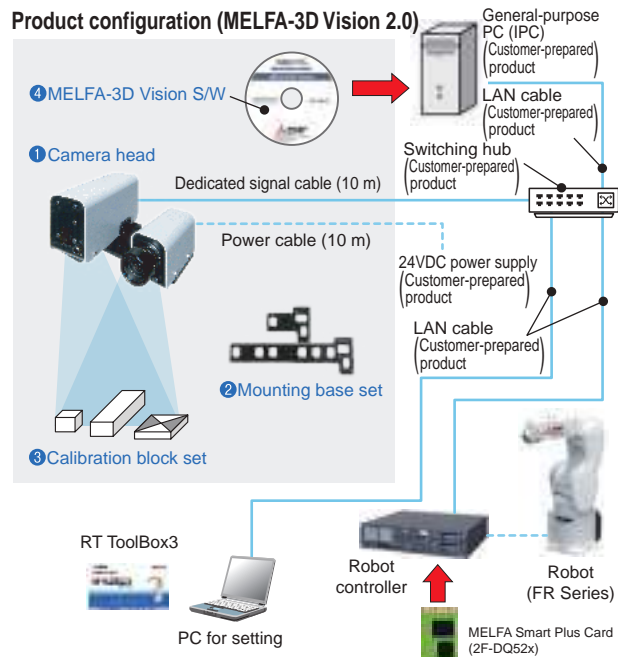 Product configuration (MELFA-3D Vision 2.0)
General-purpose
PC (IPC)
(Customer-prepared
product)
❹MELFA-3D Vision S/W
LAN cable
(Customer-prepared
product)
❶Camera head
Switching hub
(Customer-prepared
product)
Dedicated signal cable (10 m)
Power cable (10 m)
24VDC power supply
(Customer-prepared
product)
LAN cable
(Customer-prepared
product)
❷Mounting base set
❸Calibration block set
RT ToolBox3
PC for setting
Robot
controller
Robot
(FR Series)
MELFA Smart Plus Card
(2F-DQ52x)